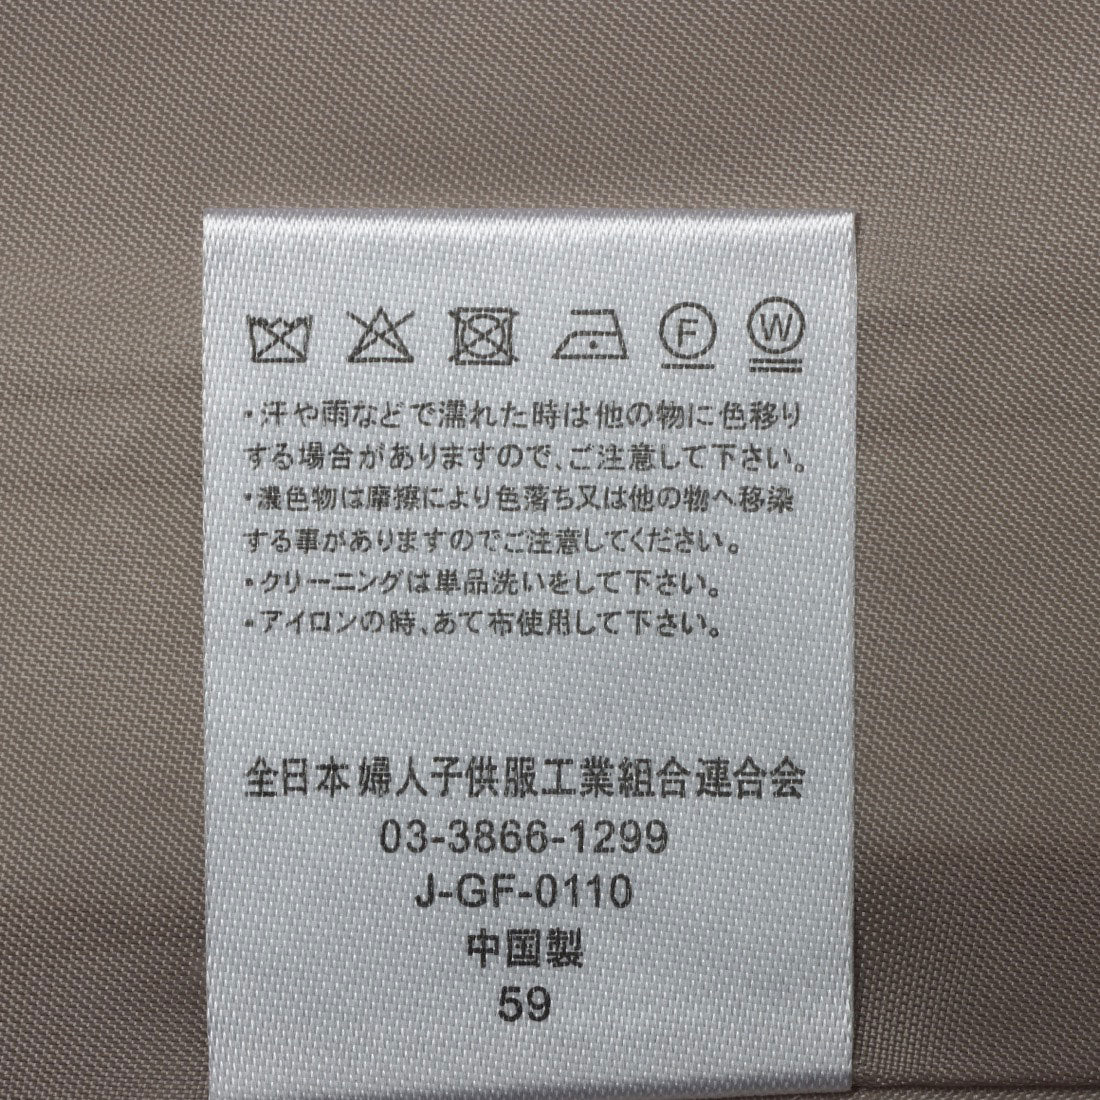 F W
・汗や雨などで濡れた時は他の物に色移り
する場合がありますので、ご注意して下さい。
・濃色物は摩擦により色落ち又は他の物へ移染
する事がありますのでご注意してください。
・クリーニングは単品洗いをして下さい。
・アイロンの時、あて布使用して下さい。
全日本婦人子供服工業組合連合会
03-3866-1299
J-GF-0110
中国製
59